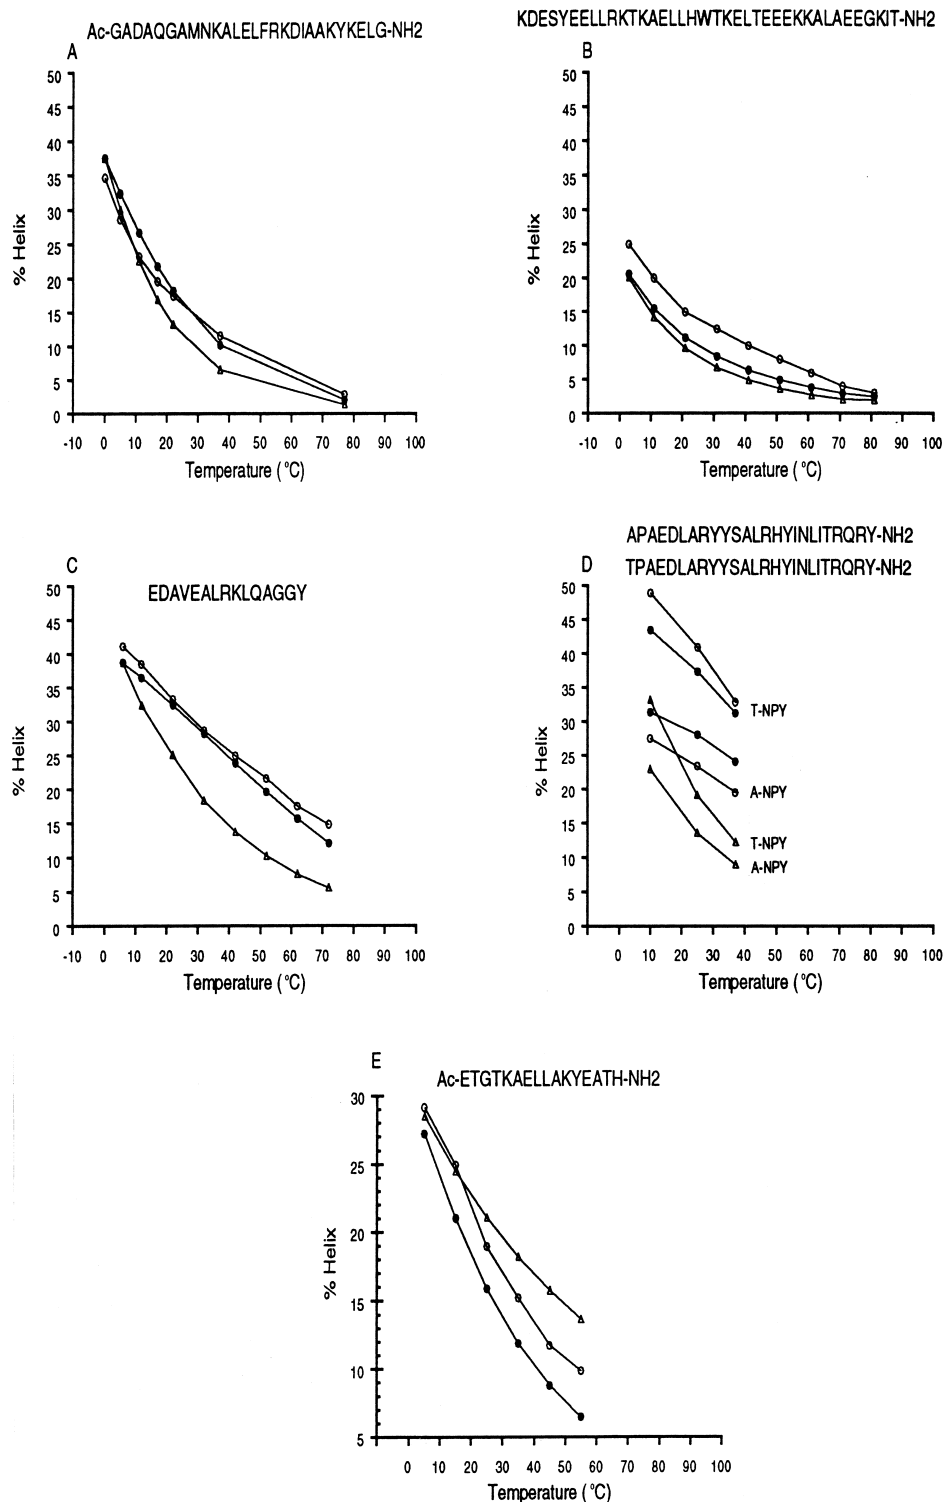 Ac-GADAQGAMNKALELFRKDIAAKYKELG-NH2
A
50
45
40
35
30
25
20
15
10
5
0
% Helix
-10 0 10 20 30 40 50 60 70 80 90 100
Temperature (°C)
KDESYEELLRKTKAELLHWTKELTEEEKKALAEEGKIT-NH2
B
50
45
40
35
30
25
20
15
10
5
0
% Helix
-10 0 10 20 30 40 50 60 70 80 90 100
Temperature (°C)
C
EDAVEALRKLQAGGY
50
45
40
35
30
25
20
15
10
5
0
% Helix
-10 0 10 20 30 40 50 60 70 80 90 100
Temperature (°C)
APAEDLARYYSALRHYINLITRQRY-NH2
D TPAEDLARYYSALRHYINLITRQRY-NH2
50
45
40
35
30
25
20
15
10
5
0
% Helix
T-NPY
A-NPY
T-NPY
A-NPY
0 10 20 30 40 50 60 70 80 90 100
Temperature (°C)
E
Ac-ETGTKAELLAKYEATH-NH2
30
25
20
15
10
5
% Helix
0 10 20 30 40 50 60 70 80 90 100
Temperature (°C)